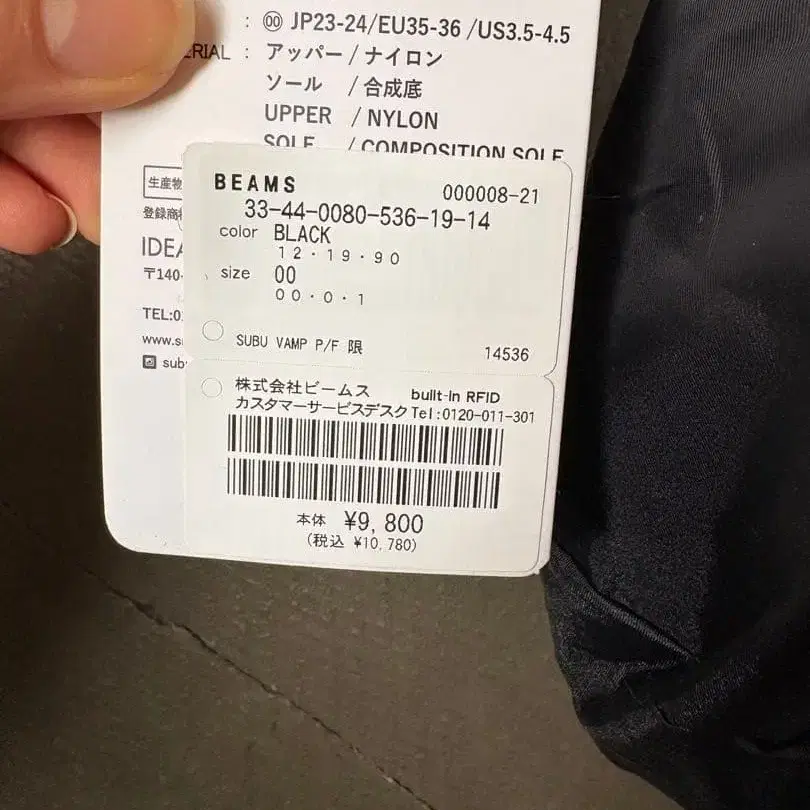 : 00 JP23-24/EU35-36 /US3.5-4.5
ERIAL : アッパー / ナイロン
ソール / 合成底
UPPER / NYLON
SOLE / COMPOSITION SOLE
生産物
登録商
IDEA
〒140-
TEL:0
www.s
sub
BEAMS 000008-21
33-44-0080-536-19-14
color BLACK
12・19・90
size 00
00・0・1
SUBU VAMP P/F 限 14536
株式会社ビームス built-in RFID
カスタマーサービスデスク Tel:0120-011-301
本体 ¥9,800
(税込 ¥10,780)